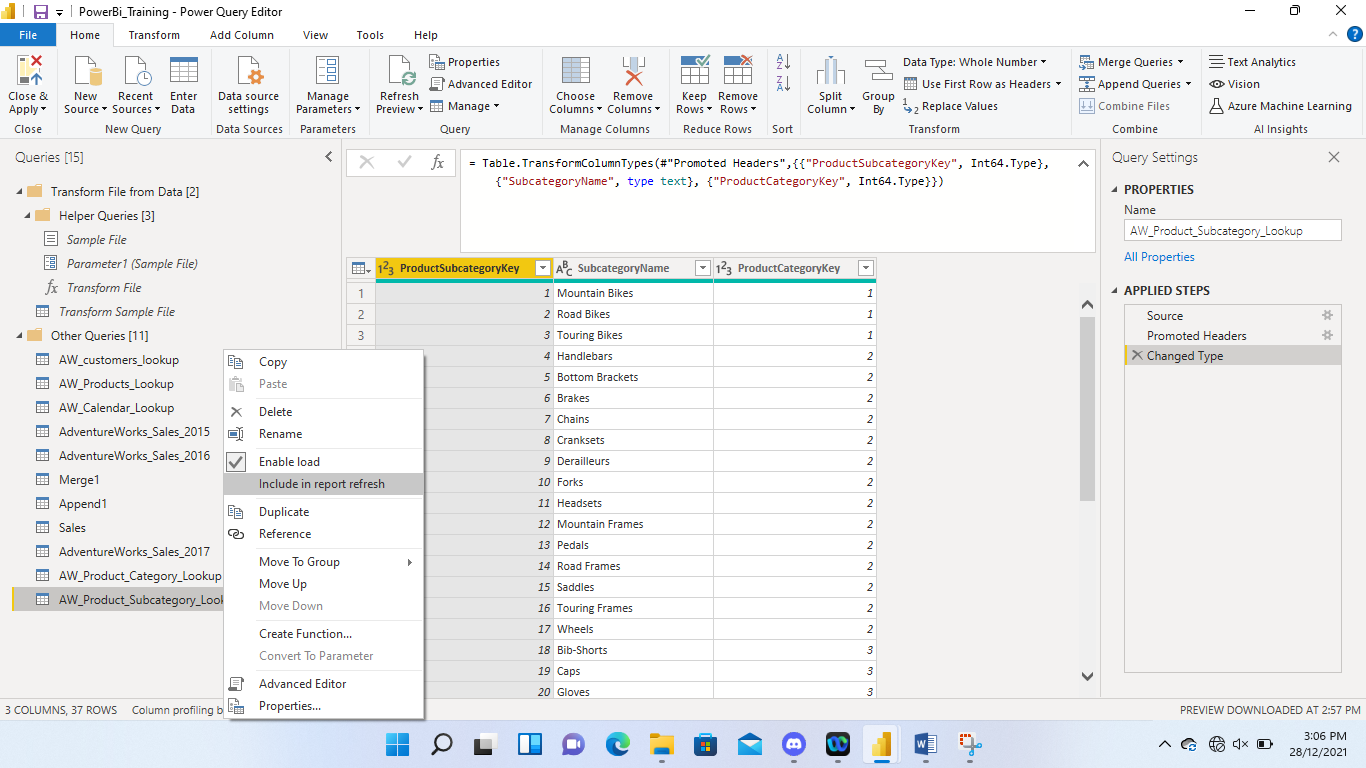 PowerBi_Training - Power Query Editor
File Home Transform Add Column View Tools Help
Close & Apply
New Source
Recent Sources
Enter Data
Data source settings
Manage Parameters
Refresh Preview
Properties
Advanced Editor
Manage
Choose Columns
Remove Columns
Keep Rows
Remove Rows
Split Column
Group By
Data Type: Whole Number
Use First Row as Headers
Replace Values
Merge Queries
Append Queries
Combine Files
Text Analytics
Vision
Azure Machine Learning
Close New Query Data Sources Parameters Query Manage Columns Reduce Rows Sort Transform Combine AI Insights
Queries [15]
Transform File from Data [2]
Helper Queries [3]
Sample File
Parameter1 (Sample File)
fx Transform File
Transform Sample File
Other Queries [11]
AW_customers_lookup
AW_Products_Lookup
AW_Calendar_Lookup
AdventureWorks_Sales_2015
AdventureWorks_Sales_2016
Merge1
Append1
Sales
AdventureWorks_Sales_2017
AW_Product_Category_Lookup
AW_Product_Subcategory_Look
Copy
Paste
Delete
Rename
Enable load
Include in report refresh
Duplicate
Reference
Move To Group
Move Up
Move Down
Create Function...
Convert To Parameter
Advanced Editor
Properties...
fx
= Table.TransformColumnTypes(#"Promoted Headers",{{"ProductSubcategoryKey", Int64.Type},
{"SubcategoryName", type text}, {"ProductCategoryKey", Int64.Type}})
123 ProductSubcategoryKey ABC SubcategoryName 123 ProductCategoryKey
1 1 Mountain Bikes 1
2 2 Road Bikes 1
3 3 Touring Bikes 1
4 Handlebars 2
5 Bottom Brackets 2
6 Brakes 2
7 Chains 2
8 Cranksets 2
9 Derailleurs 2
10 Forks 2
11 Headsets 2
12 Mountain Frames 2
13 Pedals 2
14 Road Frames 2
15 Saddles 2
16 Touring Frames 2
17 Wheels 2
18 Bib-Shorts 3
19 Caps 3
20 Gloves 3
Query Settings
PROPERTIES
Name
AW_Product_Subcategory_Lookup
All Properties
APPLIED STEPS
Source
Promoted Headers
Changed Type
3 COLUMNS, 37 ROWS Column profiling b
PREVIEW DOWNLOADED AT 2:57 PM
3:06 PM
28/12/2021